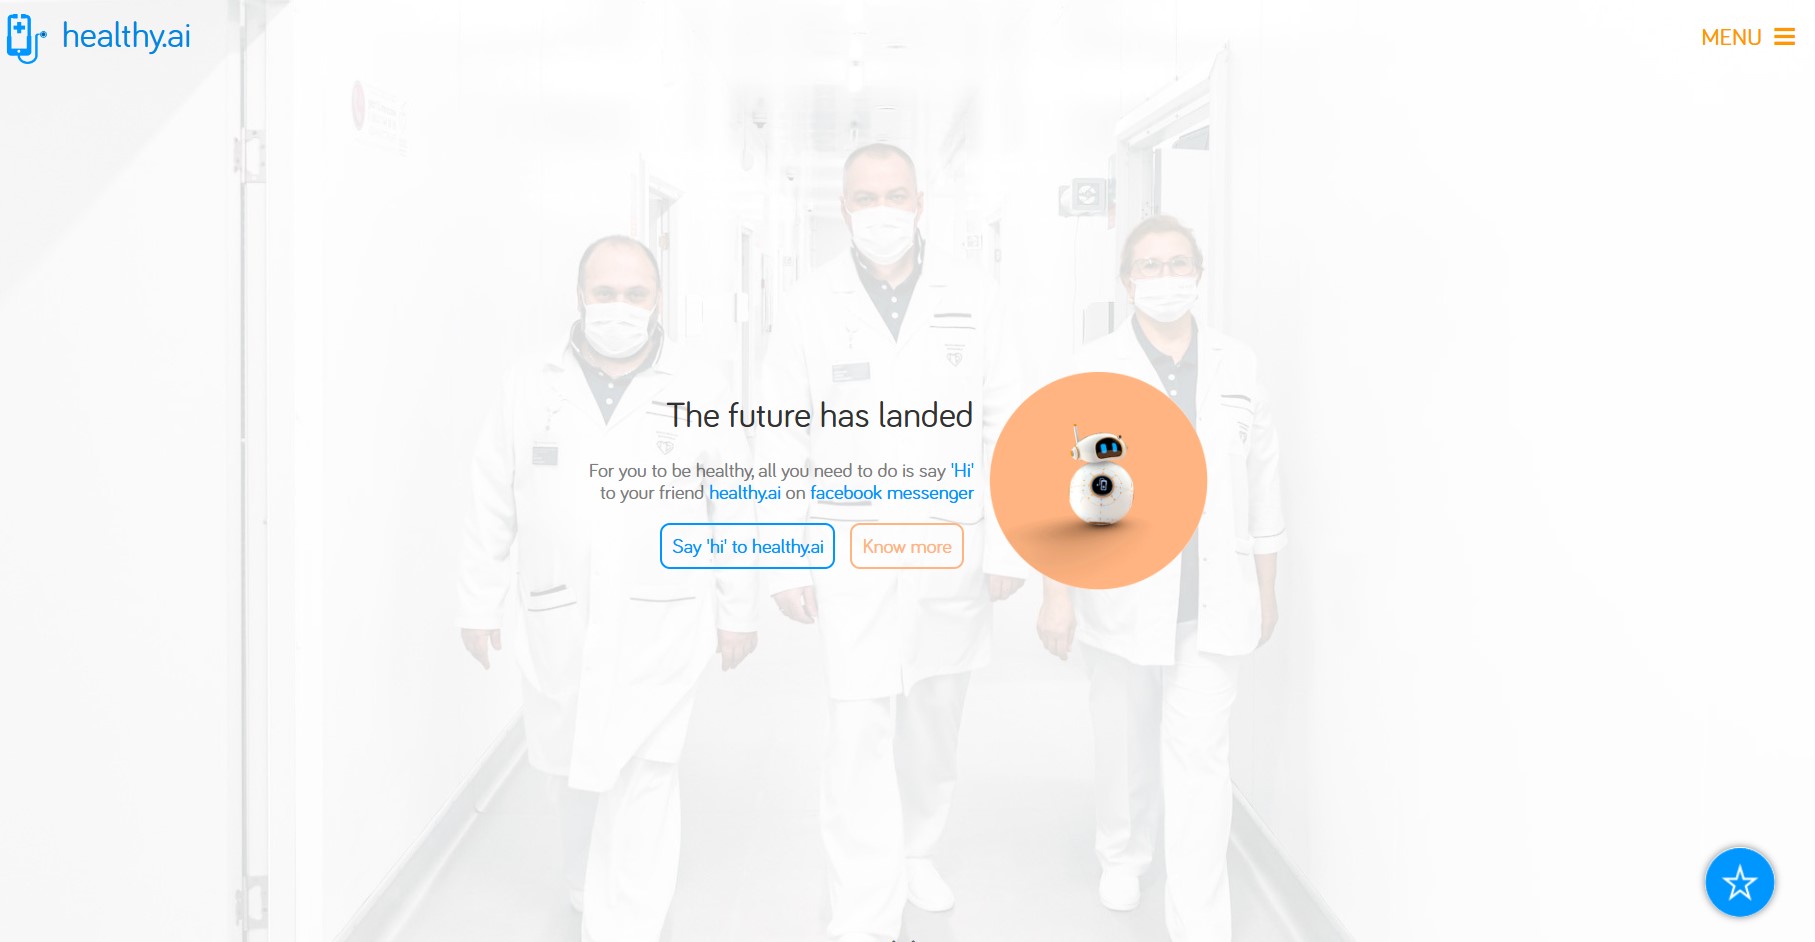 healthy.ai
MENU
The future has landed
For you to be healthy, all you need to do is say 'Hi'
to your friend healthy.ai on facebook messenger
Say 'hi' to healthy.ai
Know more